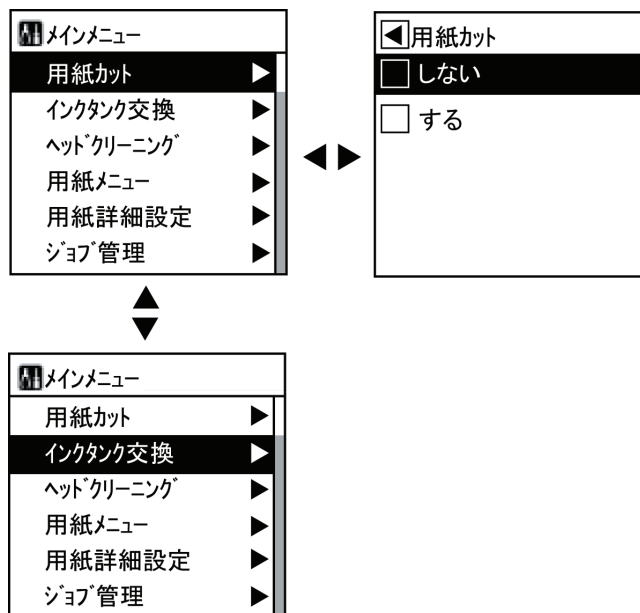 メインメニュー
用紙カット
インクタンク交換
ヘッドクリーニング
用紙メニュー
用紙詳細設定
ジョブ管理
用紙カット
しない
する
メインメニュー
用紙カット
インクタンク交換
ヘッドクリーニング
用紙メニュー
用紙詳細設定
ジョブ管理